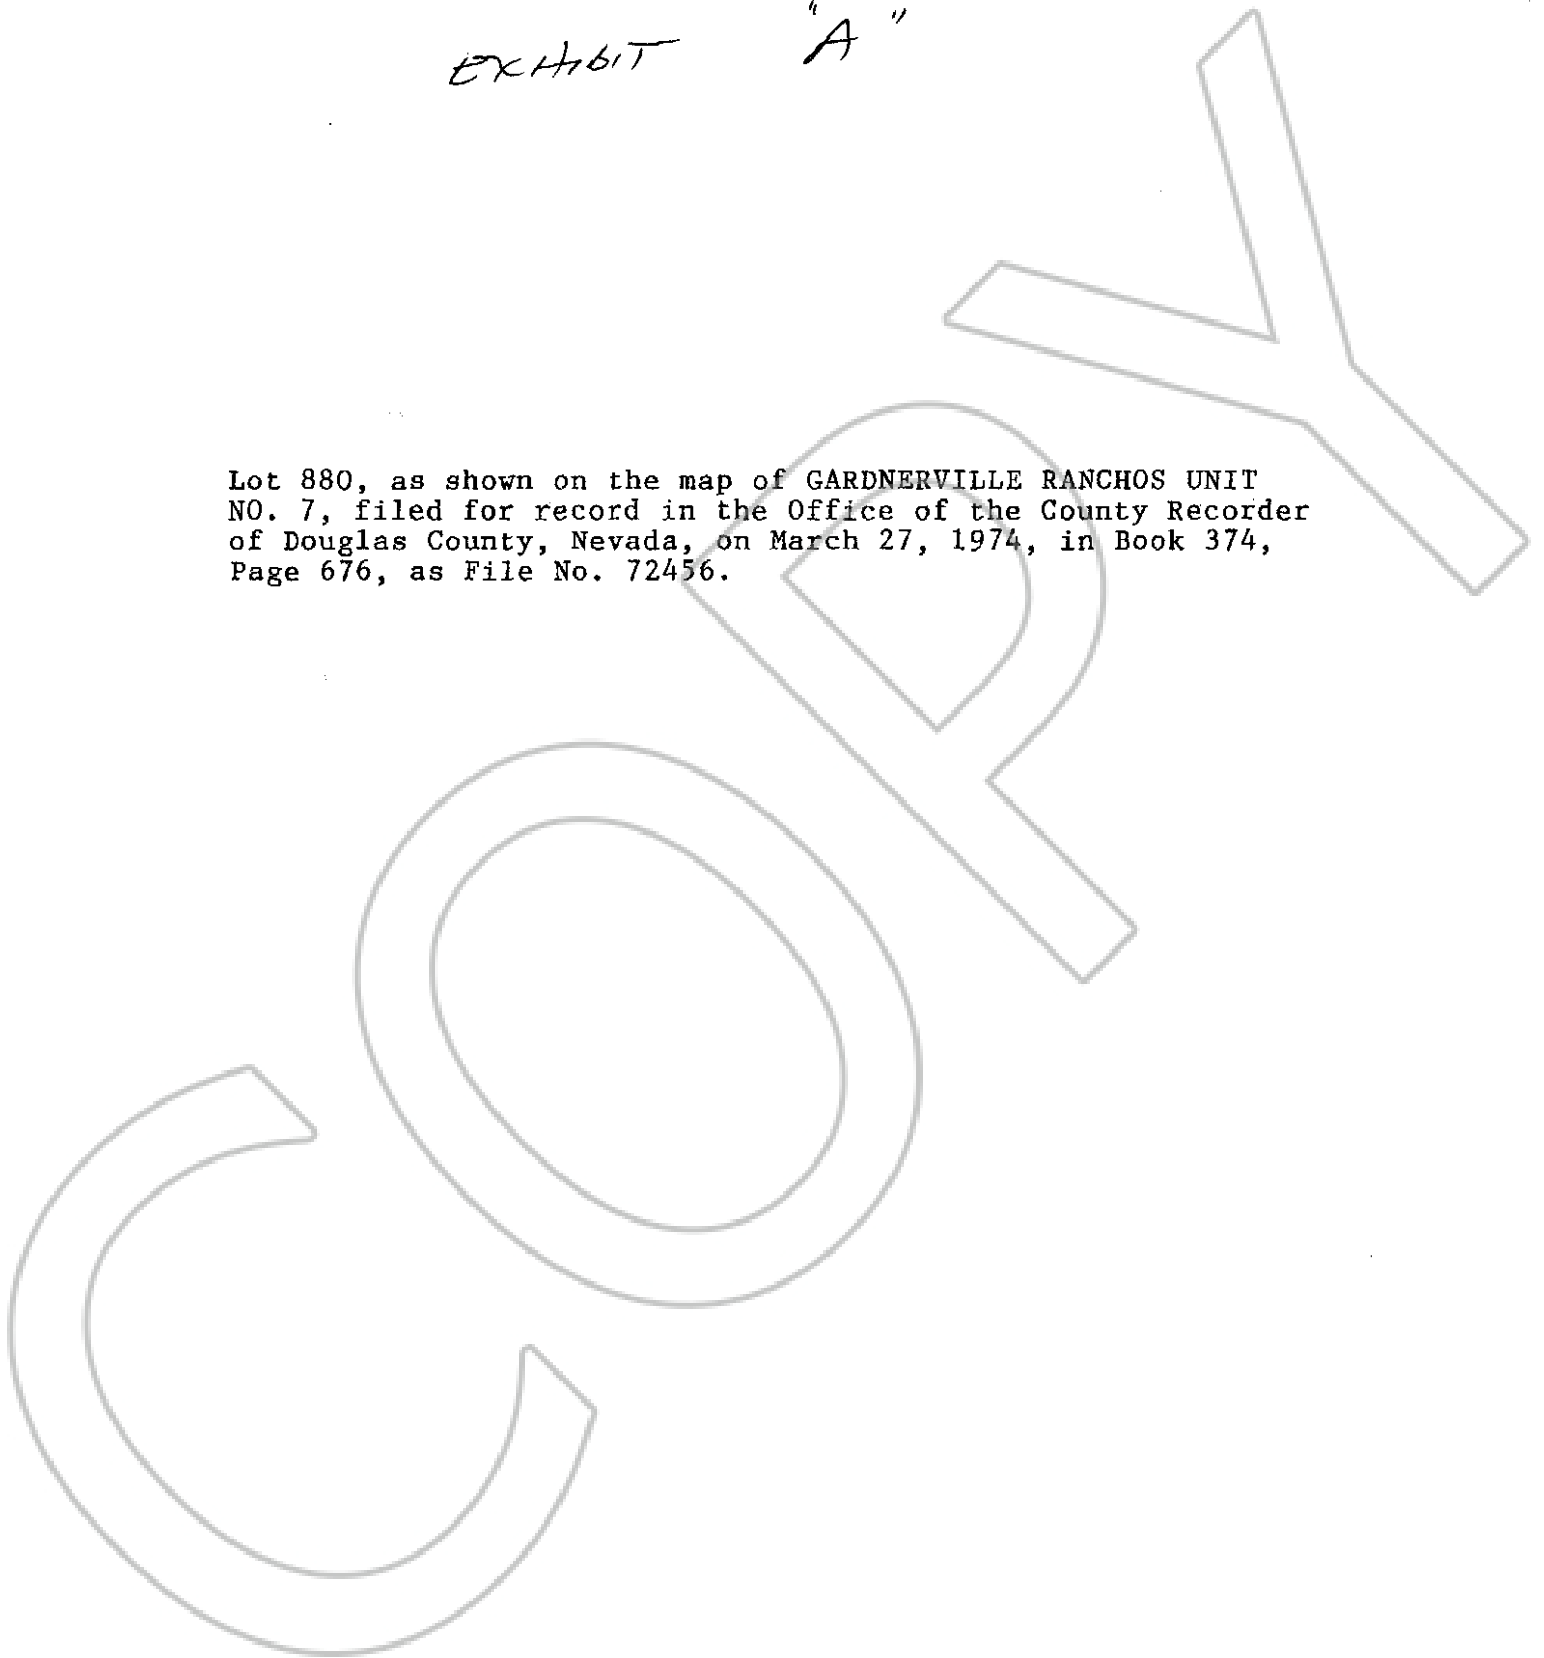 EXHIBIT "A"
Lot 880, as shown on the map of GARDNERVILLE RANCHOS UNIT
NO. 7, filed for record in the Office of the County Recorder
of Douglas County, Nevada, on March 27, 1974, in Book 374,
Page 676, as File No. 72456.
COPY